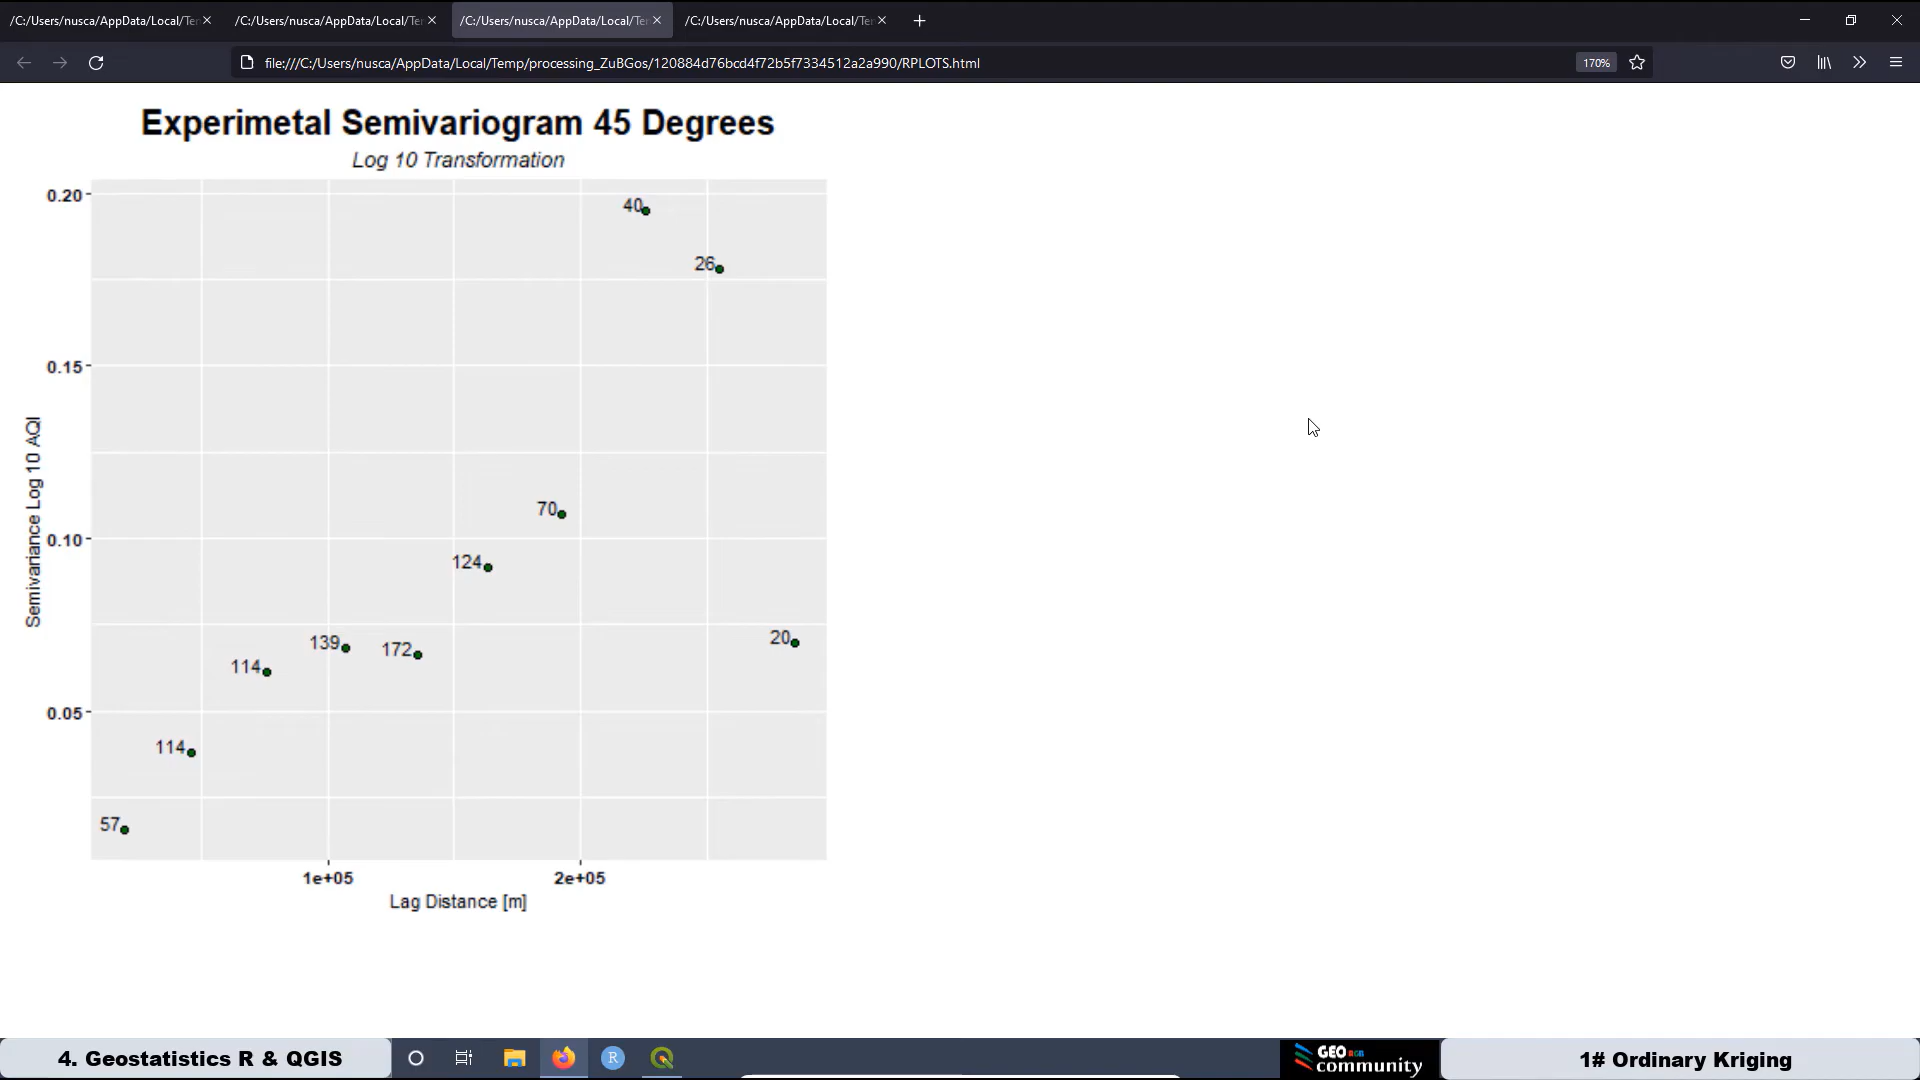 /C:/Users/nusca/AppData/Local/Te
/C:/Users/nusca/AppData/Local/Te
/C:/Users/nusca/AppData/Local/Te
/C:/Users/nusca/AppData/Local/Te
file:///C:/Users/nusca/AppData/Local/Temp/processing_ZuBGos/120884d76bcd4f72b5f7334512a2a990/RPLOTS.html
170%
Experimetal Semivariogram 45 Degrees
Log 10 Transformation
0.20
40
26
0.15
Semivariance Log 10 AQI
70
0.10
124
20
139
172
114
0.05
114
57
1e+05
2e+05
Lag Distance [m]
4. Geostatistics R & QGIS
R
GEO RGB
community
1# Ordinary Kriging